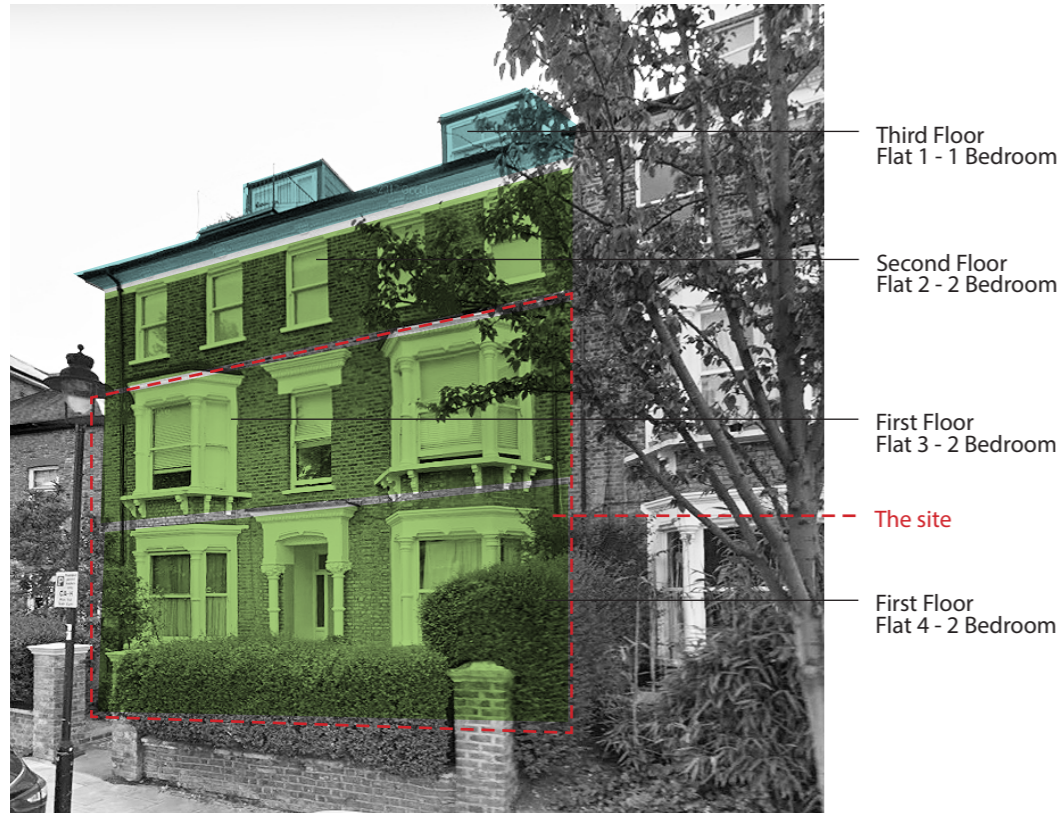 Third Floor
Flat 1 - 1 Bedroom
Second Floor
Flat 2 - 2 Bedroom
First Floor
Flat 3 - 2 Bedroom
The site
First Floor
Flat 4 - 2 Bedroom